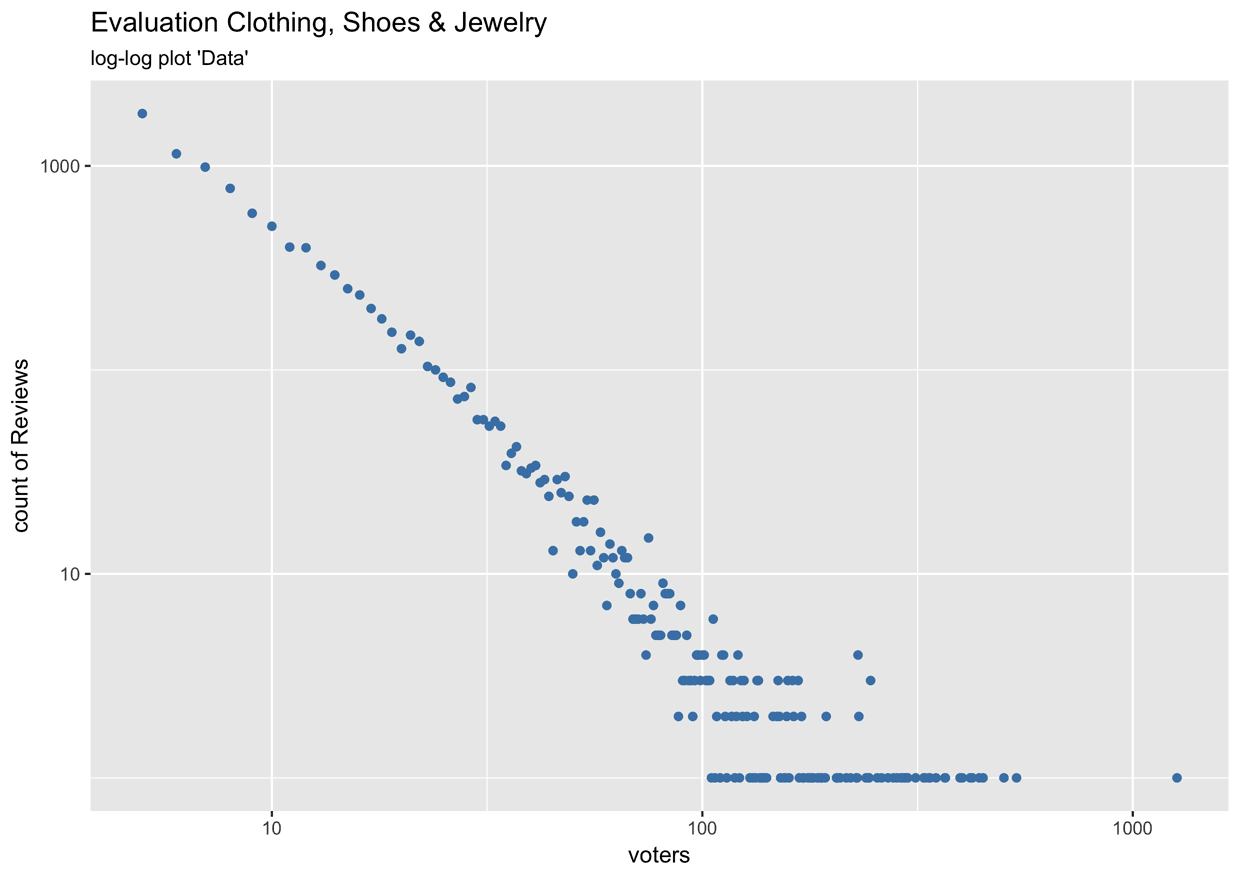 Evaluation Clothing, Shoes & Jewelry
log-log plot 'Data'
count of Reviews
1000
10
10
100
1000
voters